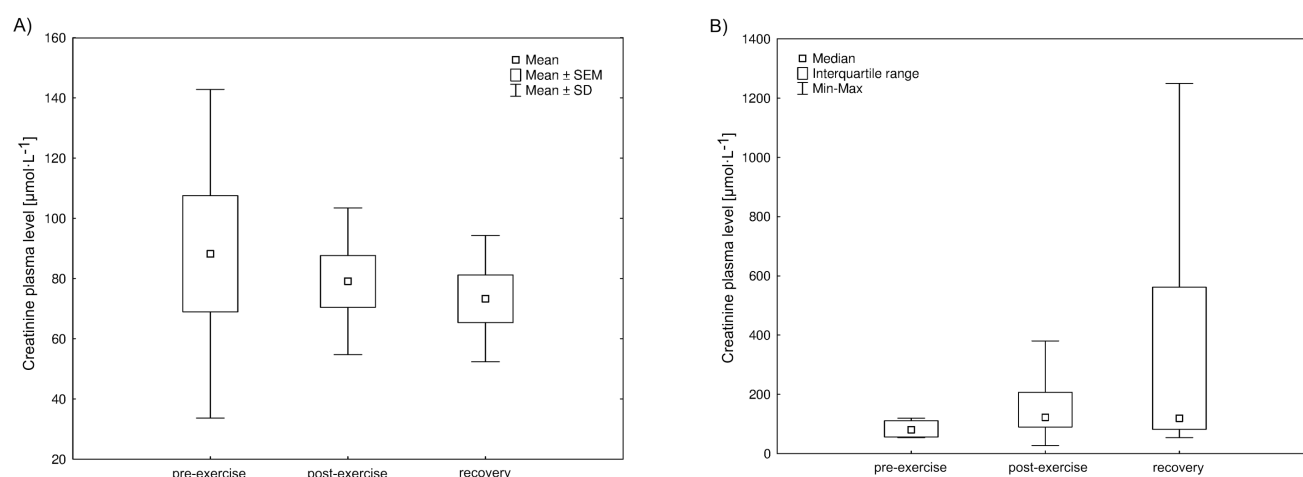 A)
Creatinine plasma level [µmol·L⁻¹]
160
140
120
100
80
60
40
20
□ Mean
□ Mean ± SEM
⌶ Mean ± SD
pre-exercise post-exercise recovery
B)
Creatinine plasma level [µmol·L⁻¹]
1400
1200
1000
800
600
400
200
0
□ Median
□ Interquartile range
⌶ Min-Max
pre-exercise post-exercise recovery